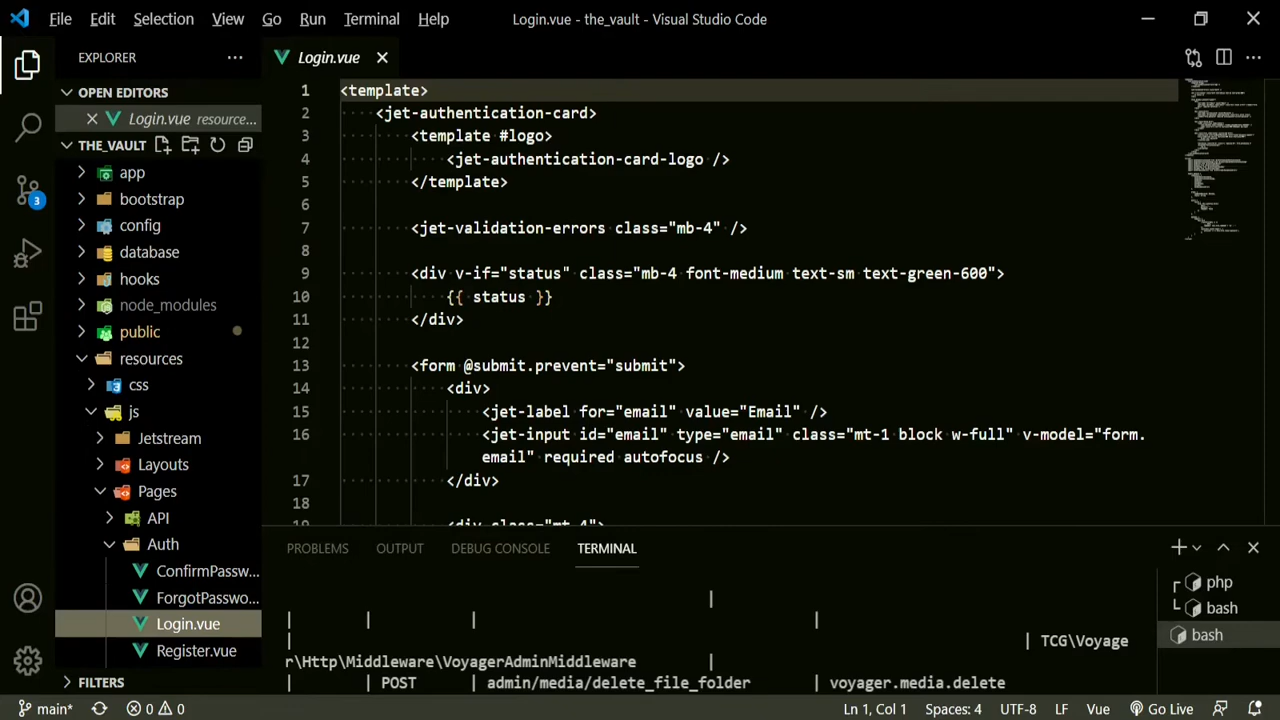 File Edit Selection View Go Run Terminal Help Login.vue - the_vault - Visual Studio Code
EXPLORER
Login.vue
OPEN EDITORS
Login.vue resource...
THE_VAULT
app
bootstrap
config
database
hooks
node_modules
public
resources
css
js
Jetstream
Layouts
Pages
API
Auth
ConfirmPassw...
ForgotPasswo...
Login.vue
Register.vue
FILTERS
3
1 <template>
2 <jet-authentication-card>
3 <template #logo>
4 <jet-authentication-card-logo />
5 </template>
6
7 <jet-validation-errors class="mb-4" />
8
9 <div v-if="status" class="mb-4 font-medium text-sm text-green-600">
10 {{ status }}
11 </div>
12
13 <form @submit.prevent="submit">
14 <div>
15 <jet-label for="email" value="Email" />
16 <jet-input id="email" type="email" class="mt-1 block w-full" v-model="form.
email" required autofocus />
17 </div>
18
19 <div class="mt-4">
PROBLEMS OUTPUT DEBUG CONSOLE TERMINAL
|
| | | |
| | TCG\Voyage
r\Http\Middleware\VoyagerAdminMiddleware |
| | POST | admin/media/delete_file_folder | voyager.media.delete
php
bash
bash
main* 0 0 Ln 1, Col 1 Spaces: 4 UTF-8 LF Vue Go Live